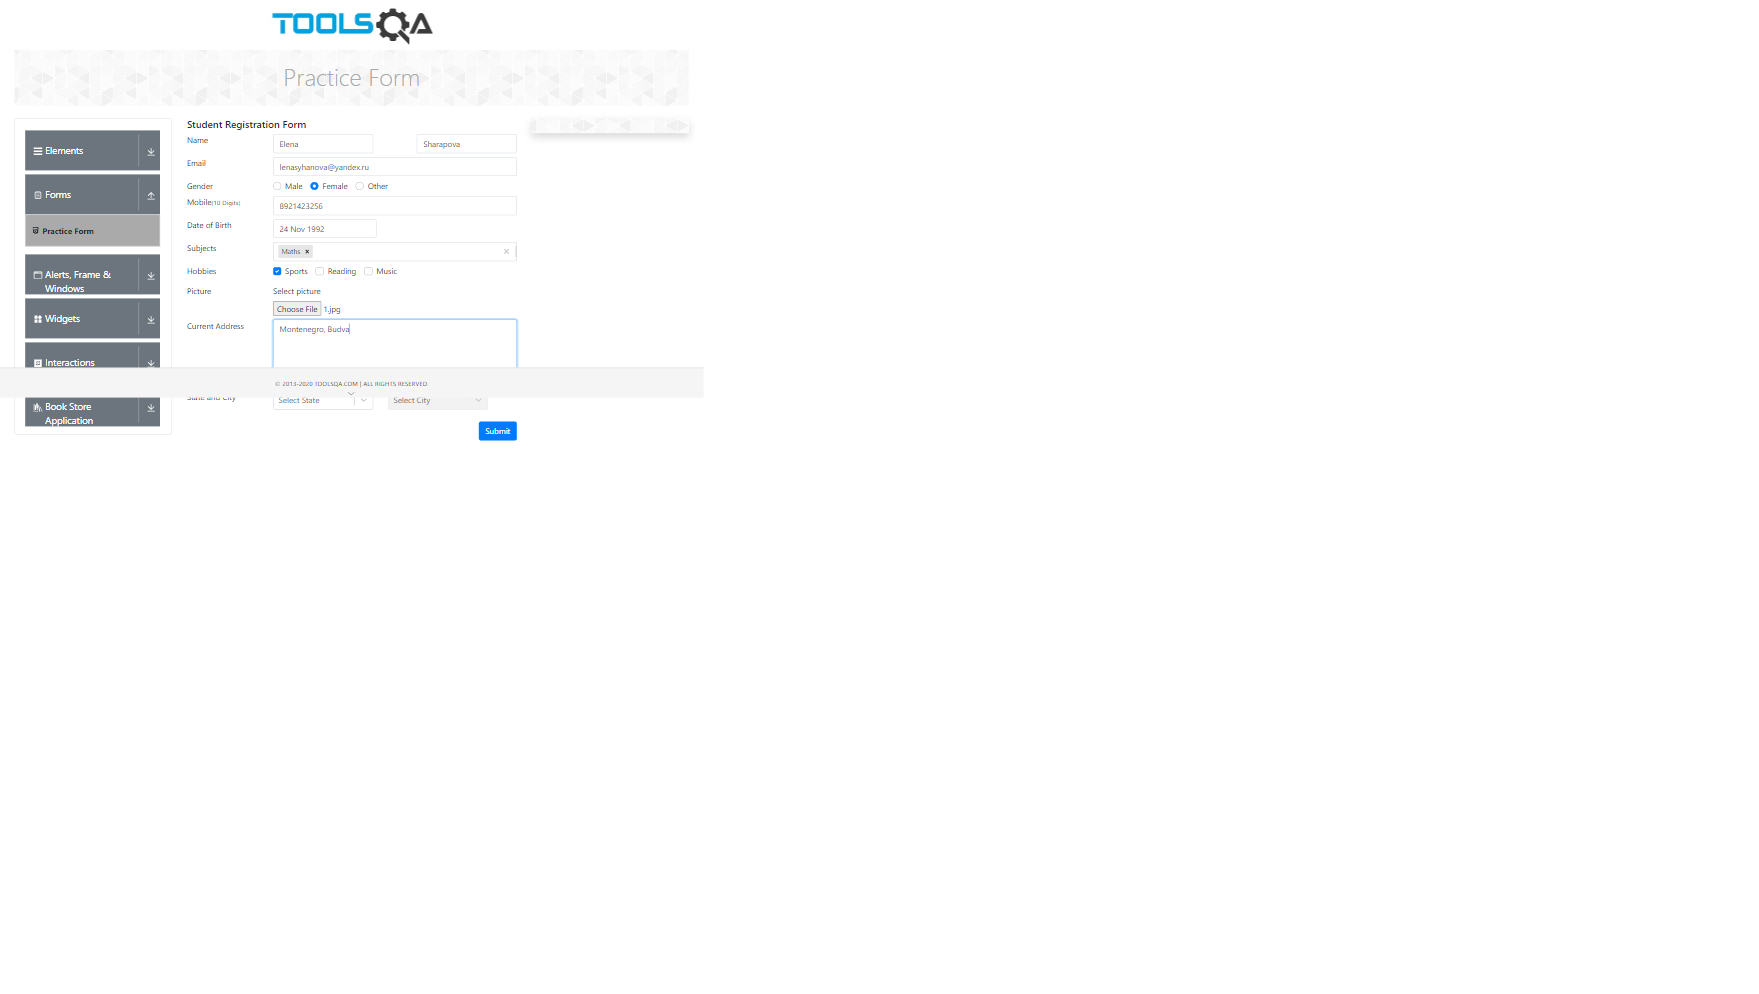 TOOLSQA
Practice Form
Elements
Forms
Practice Form
Alerts, Frame &
Windows
Widgets
Interactions
Book Store
Application
Student Registration Form
Name
Elena
Sharapova
Email
lenasyhanova@yandex.ru
Gender
Male
Female
Other
Mobile(10 Digits)
8921423256
Date of Birth
24 Nov 1992
Subjects
Maths ×
Hobbies
Sports
Reading
Music
Picture
Select picture
Choose File 1.jpg
Current Address
Montenegro, Budva
© 2013-2020 TOOLSQA.COM | ALL RIGHTS RESERVED.
State and City
Select State
Select City
Submit